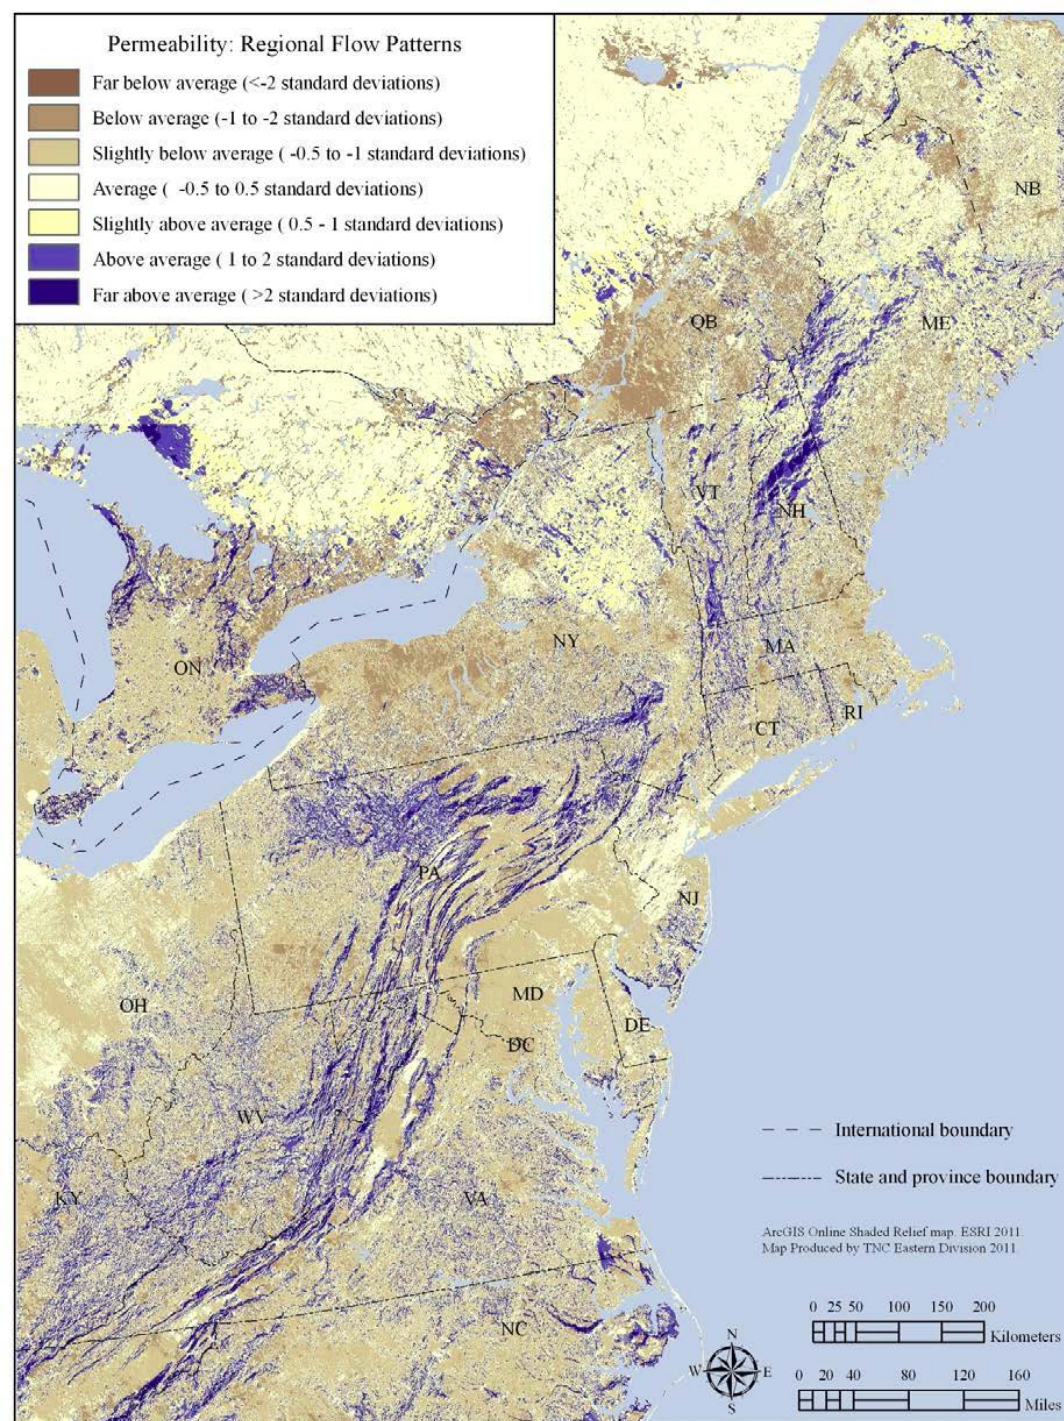 Permeability: Regional Flow Patterns
Far below average (<-2 standard deviations)
Below average (-1 to -2 standard deviations)
Slightly below average ( -0.5 to -1 standard deviations)
Average ( -0.5 to 0.5 standard deviations)
Slightly above average ( 0.5 - 1 standard deviations)
Above average ( 1 to 2 standard deviations)
Far above average ( >2 standard deviations)
NB
QB
ME
VT
NH
NY
MA
ON
CT
RI
PA
NJ
OH
MD
DE
DC
WV
KY
VA
NC
International boundary
State and province boundary
ArcGIS Online Shaded Relief map. ESRI 2011.
Map Produced by TNC Eastern Division 2011.
0 25 50 100 150 200
Kilometers
N
W E
S
0 20 40 80 120 160
Miles